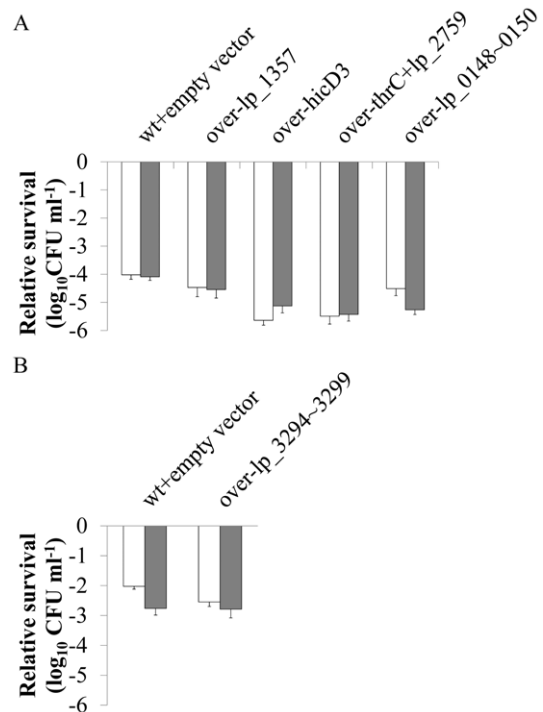 A
wt+empty vector
over-lp_1357
over-hicD3
over-thrC+lp_2759
over-lp_0148~0150
0
-1
-2
-3
-4
-5
-6
Relative survival
(log₁₀CFU ml⁻¹)
B
wt+empty vector
over-lp_3294~3299
0
-1
-2
-3
-4
-5
-6
Relative survival
(log₁₀ CFU ml⁻¹)